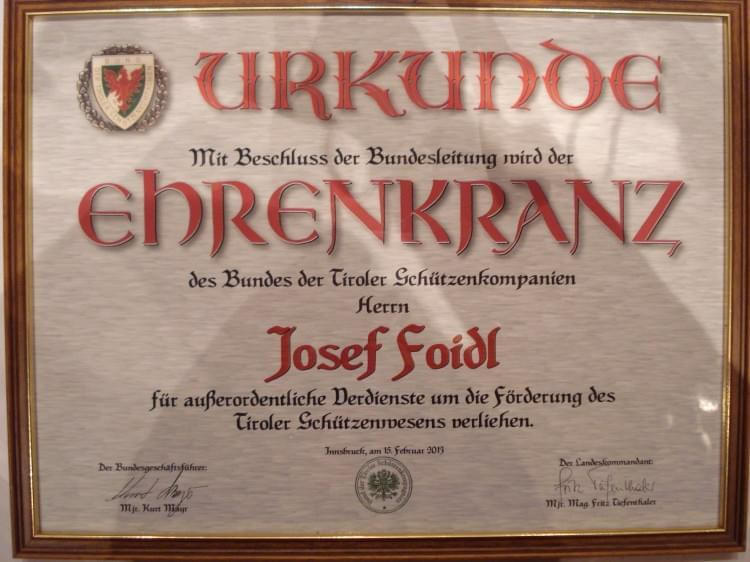 URKUNDE
Mit Beschluss der Bundesleitung wird der
EHRENKRANZ
des Bundes der Tiroler Schützenkompanien
Herrn
Josef Foidl
für außerordentliche Verdienste um die Förderung des
Tiroler Schützenwesens verliehen.
Innsbruck, am 15. Februar 2013
Der Bundesgeschäftsführer:
Mjr. Kurt Mayr
Der Landeskommandant:
Fritz Tiefenthaler
Mjr. Mag. Fritz Tiefenthaler